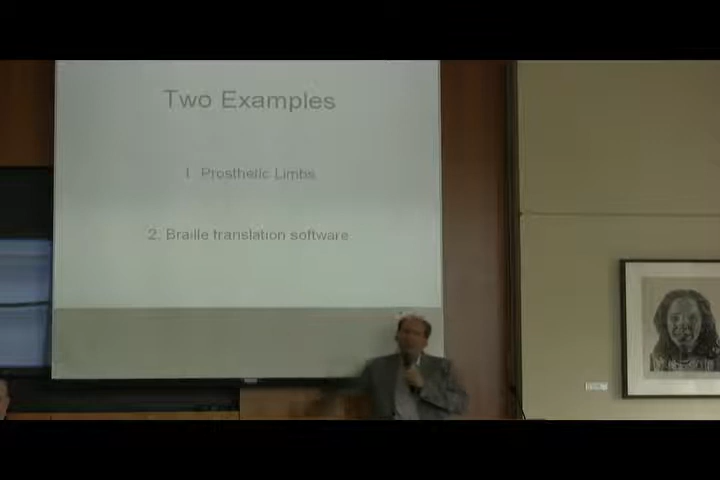 Two Examples
1. Prosthetic Limbs
2. Braille translation software